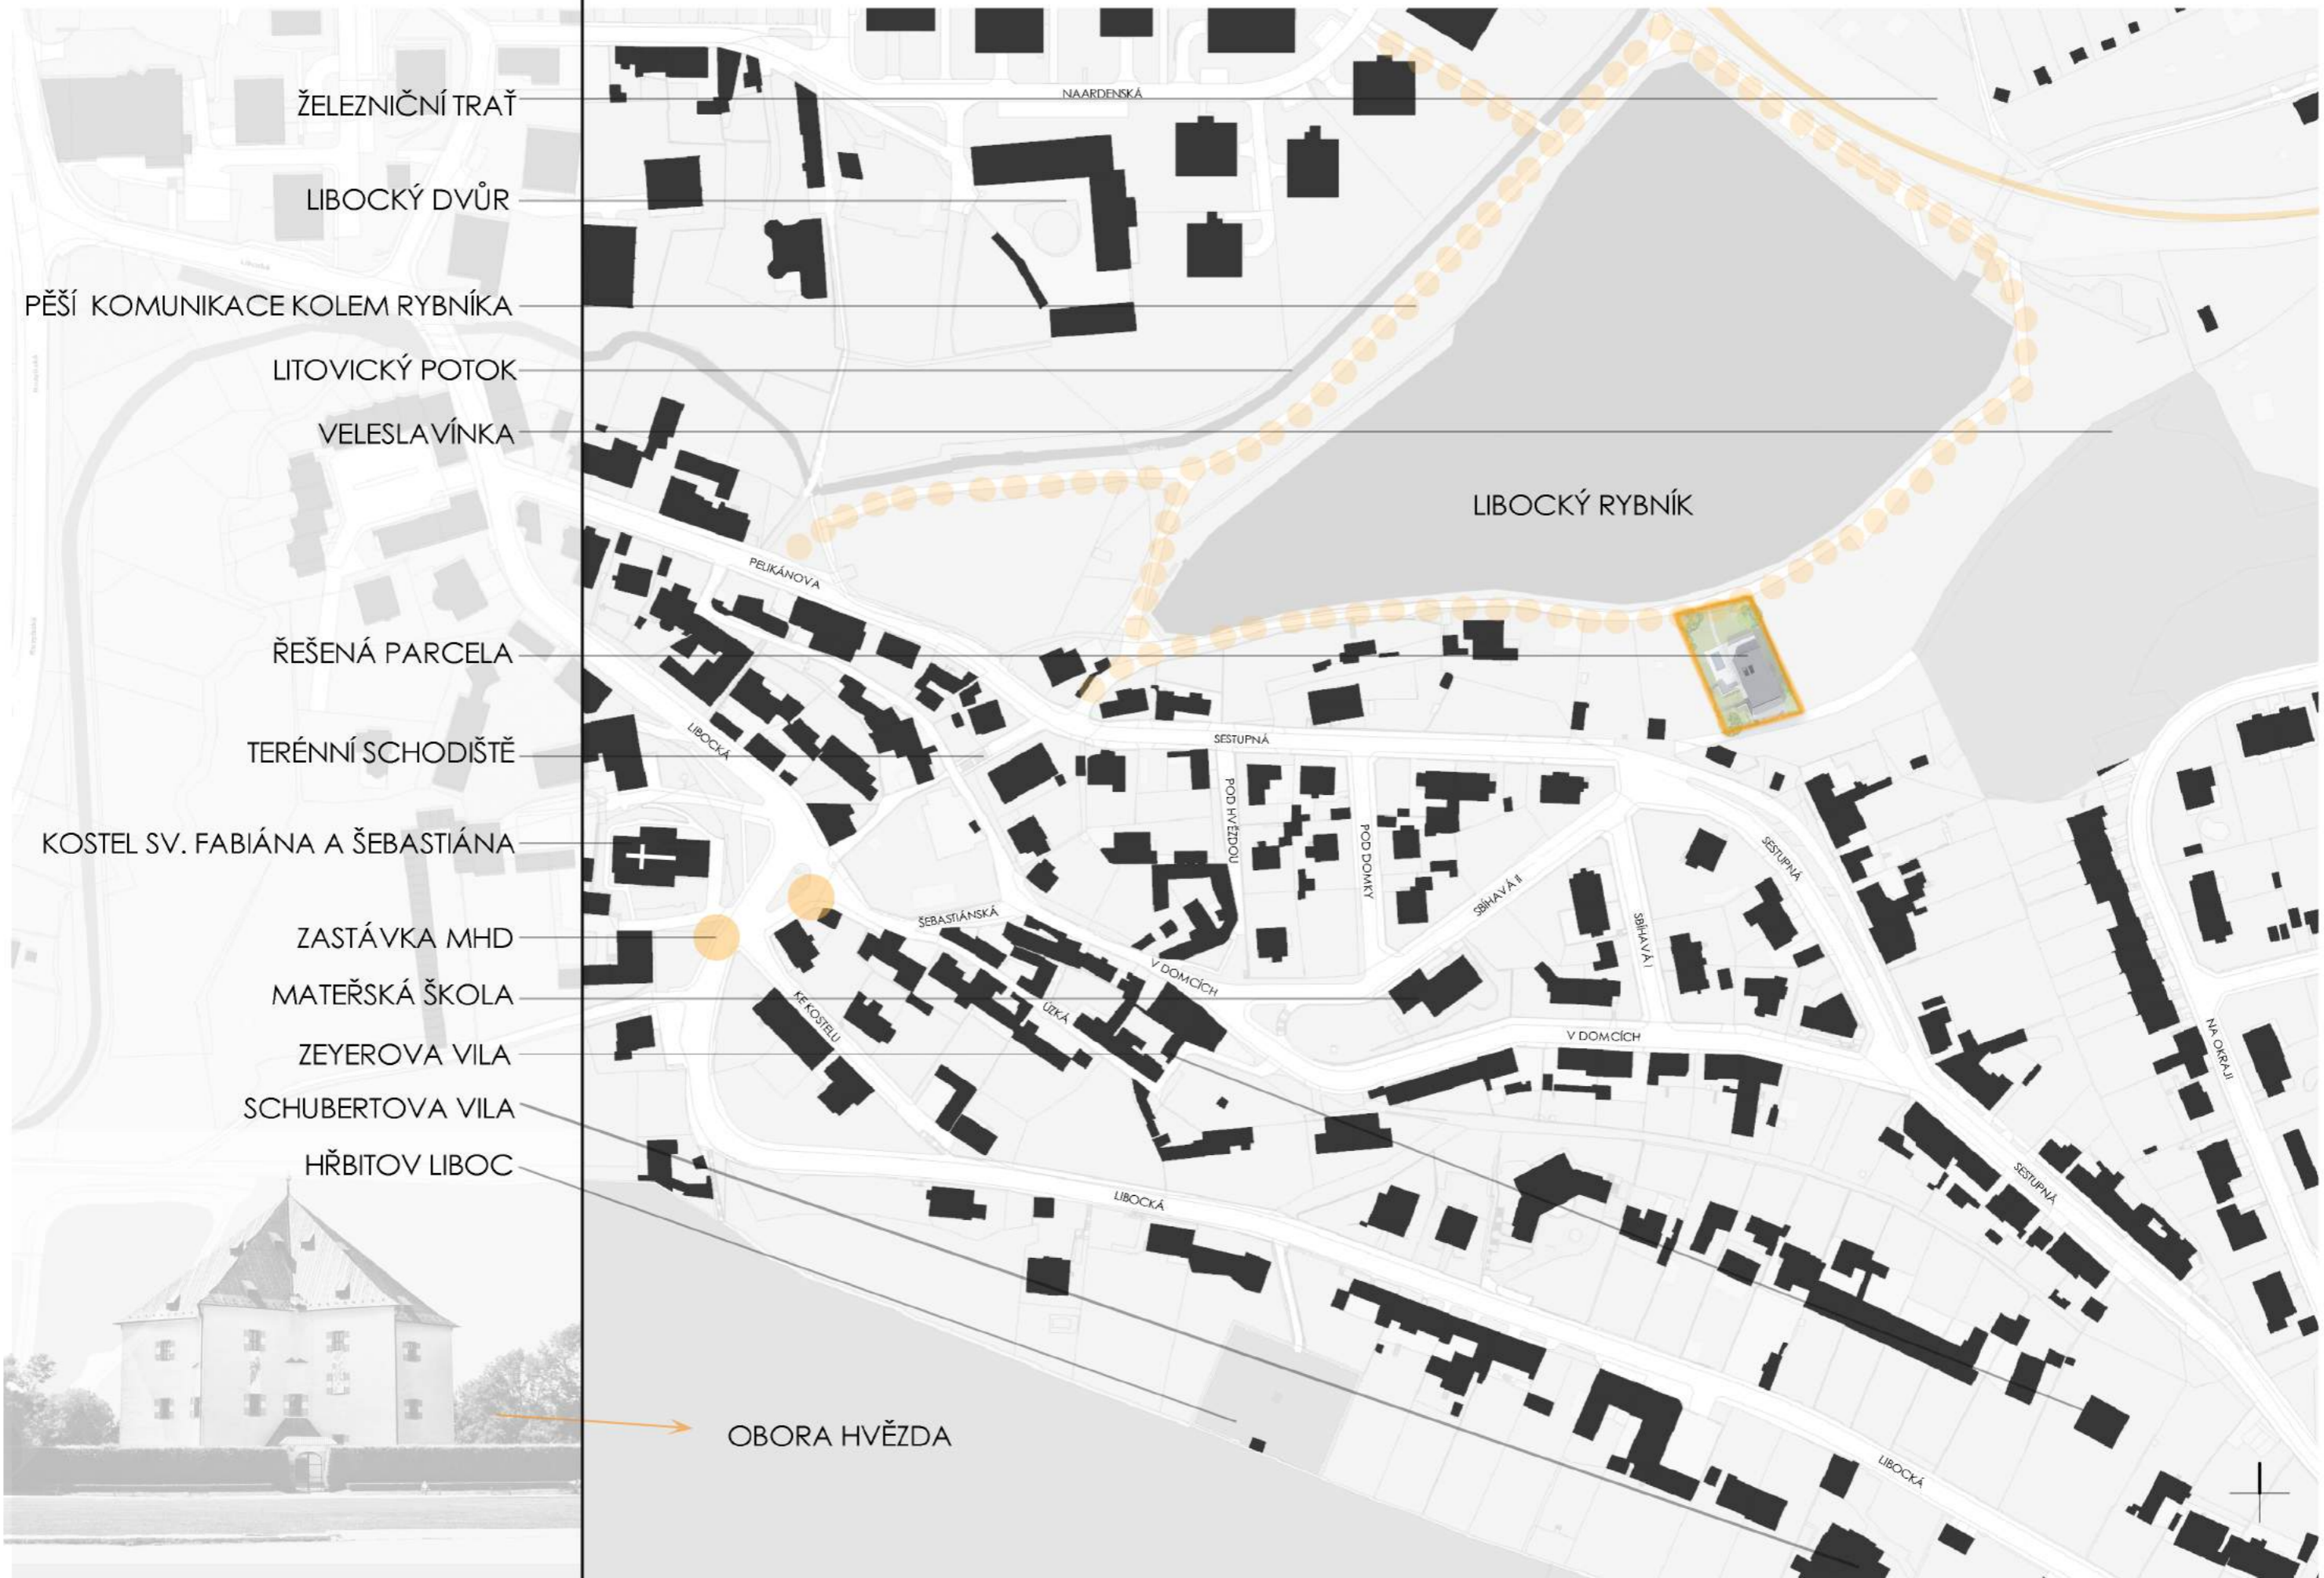 ŽELEZNIČNÍ TRAŤ
NAARDENSKÁ
LIBOCKÝ DVŮR
Libocká
PĚŠÍ KOMUNIKACE KOLEM RYBNÍKA
LITOVICKÝ POTOK
VELESLAVÍNKA
LIBOCKÝ RYBNÍK
PELIKÁNOVA
ŘEŠENÁ PARCELA
LIBOCKÁ
SESTUPNÁ
TERÉNNÍ SCHODIŠTĚ
POD HVĚZDOU
POD DOMKY
SESTUPNÁ
KOSTEL SV. FABIÁNA A ŠEBASTIÁNA
SBÍHAVÁ II
ŠEBASTIÁNSKÁ
SBÍHAVÁ I
ZASTÁVKA MHD
V DOMCÍCH
MATEŘSKÁ ŠKOLA
KE KOSTELU
ÚZKÁ
V DOMCÍCH
NA OKRAJI
ZEYEROVA VILA
SCHUBERTOVA VILA
HŘBITOV LIBOC
SESTUPNÁ
LIBOCKÁ
OBORA HVĚZDA
LIBOCKÁ